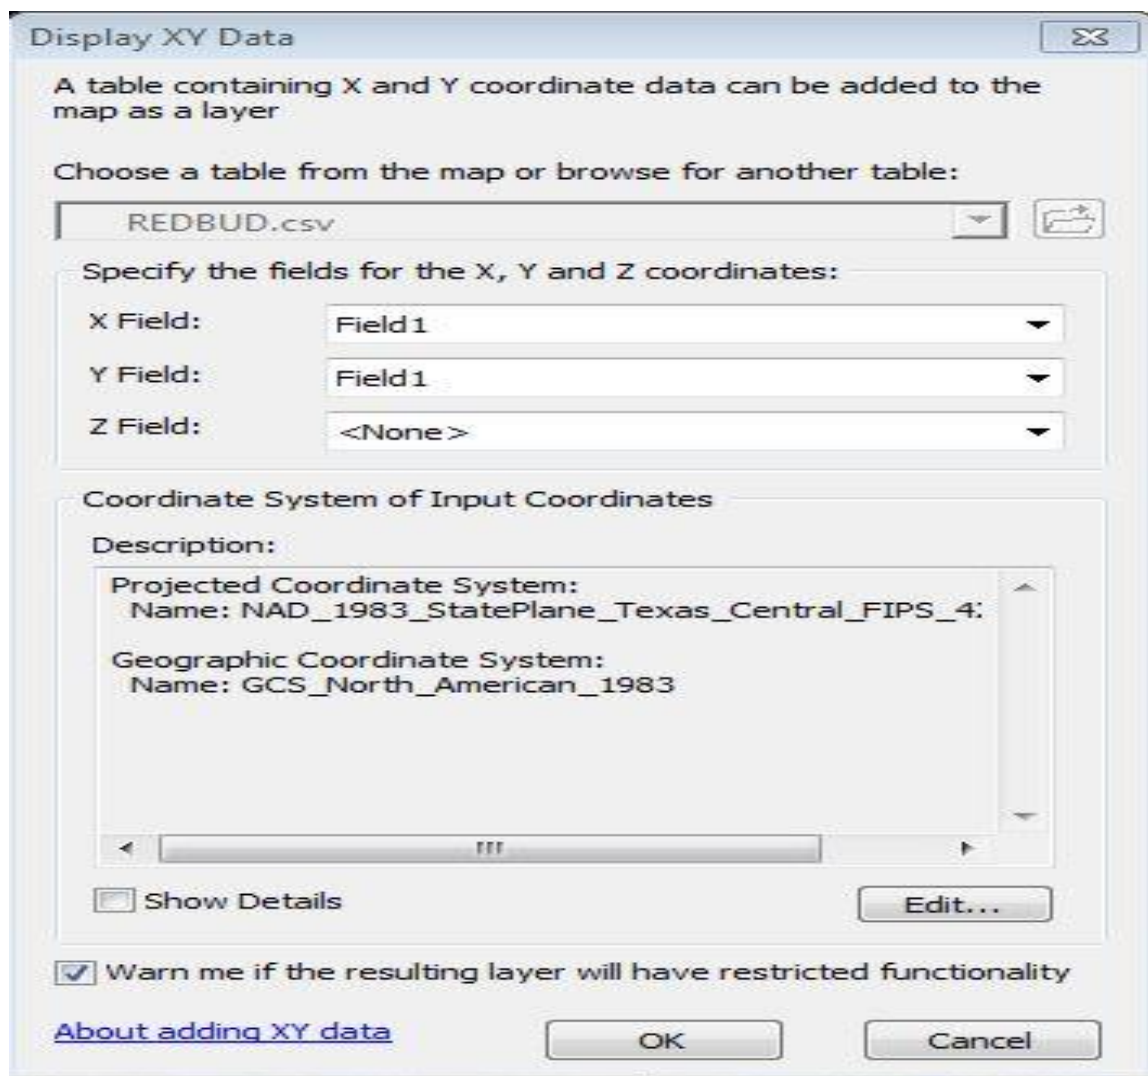 Display XY Data
A table containing X and Y coordinate data can be added to the
map as a layer
Choose a table from the map or browse for another table:
REDBUD.csv
Specify the fields for the X, Y and Z coordinates:
X Field: Field1
Y Field: Field1
Z Field: <None>
Coordinate System of Input Coordinates
Description:
Projected Coordinate System:
Name: NAD_1983_StatePlane_Texas_Central_FIPS_42
Geographic Coordinate System:
Name: GCS_North_American_1983
Show Details
Edit...
Warn me if the resulting layer will have restricted functionality
About adding XY data
OK
Cancel